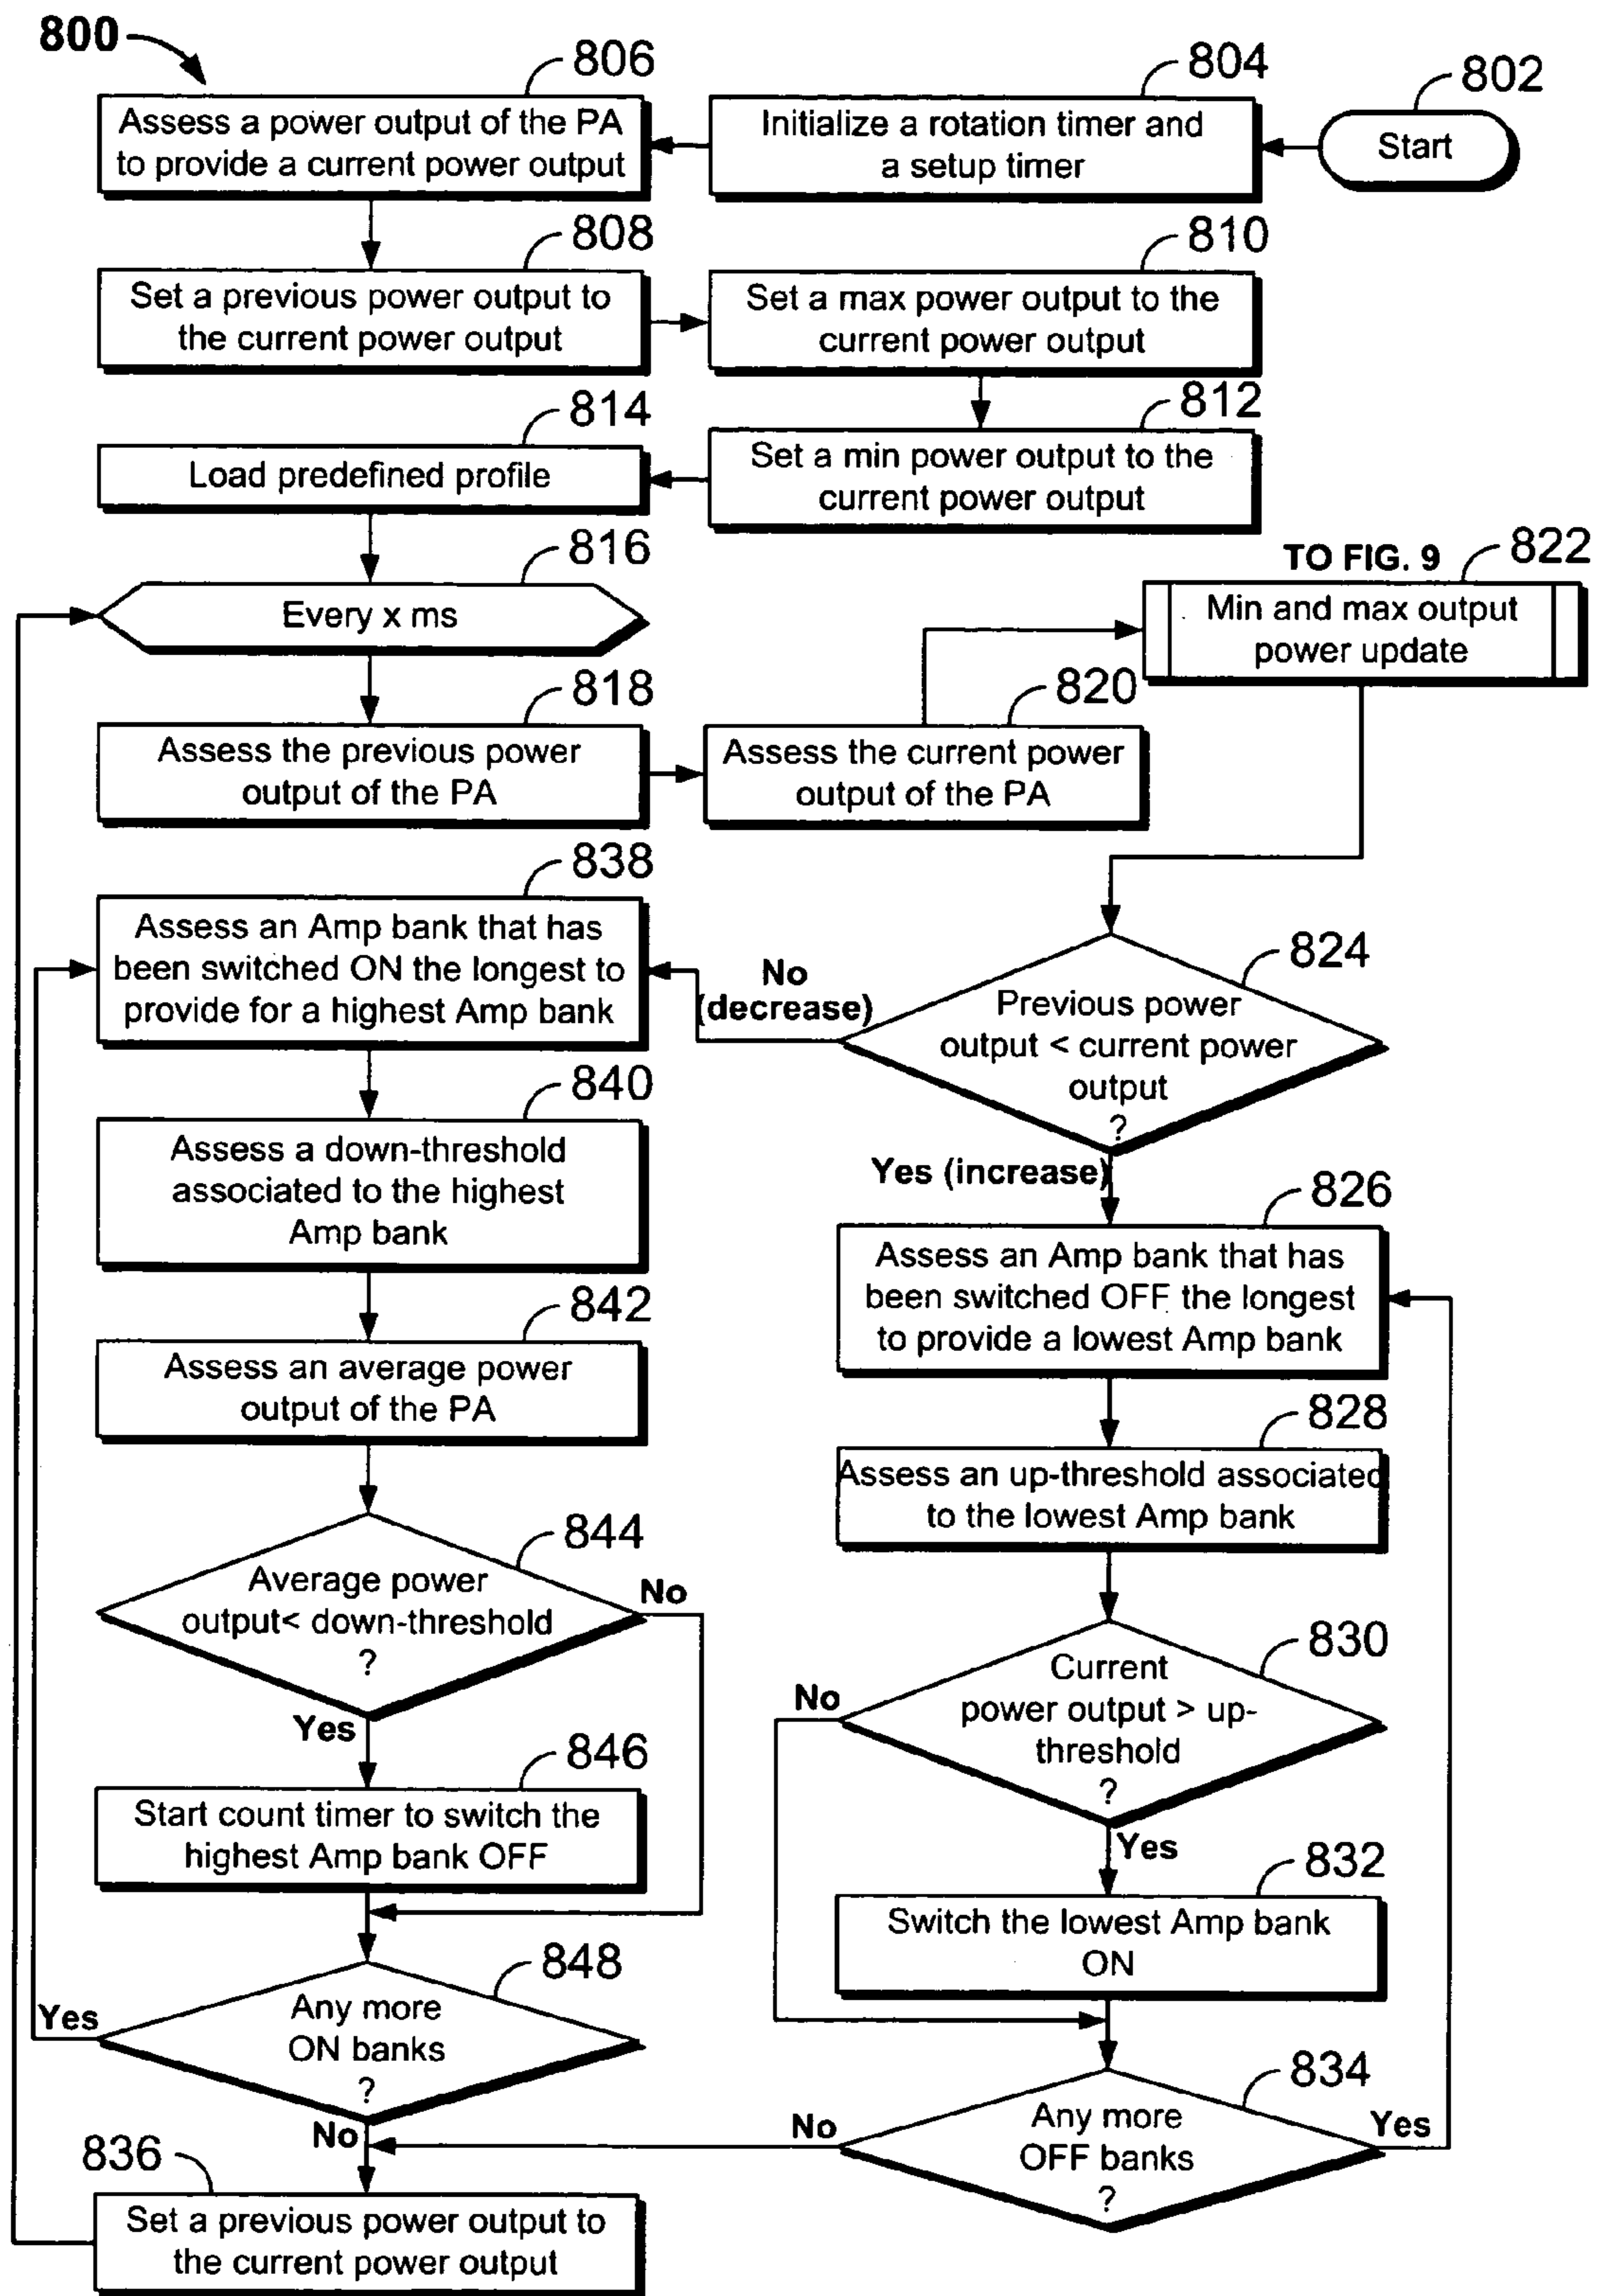 800
806
804
802
Assess a power output of the PA
to provide a current power output
Initialize a rotation timer and
a setup timer
Start
808
810
Set a previous power output to
the current power output
Set a max power output to the
current power output
814
812
Load predefined profile
Set a min power output to the
current power output
816
TO FIG. 9
822
Every x ms
Min and max output
power update
818
820
Assess the previous power
output of the PA
Assess the current power
output of the PA
838
Assess an Amp bank that has
been switched ON the longest to
provide for a highest Amp bank
No
(decrease)
824
Previous power
output < current power
output
?
840
Assess a down-threshold
associated to the highest
Amp bank
Yes (increase)
826
Assess an Amp bank that has
been switched OFF the longest
to provide a lowest Amp bank
842
Assess an average power
output of the PA
828
Assess an up-threshold associated
to the lowest Amp bank
844
Average power
output< down-threshold
?
No
Yes
830
Current
power output > up-
threshold
?
No
Yes
846
Start count timer to switch the
highest Amp bank OFF
832
Switch the lowest Amp bank
ON
848
Any more
ON banks
?
Yes
No
834
Any more
OFF banks
?
No
Yes
836
Set a previous power output to
the current power output